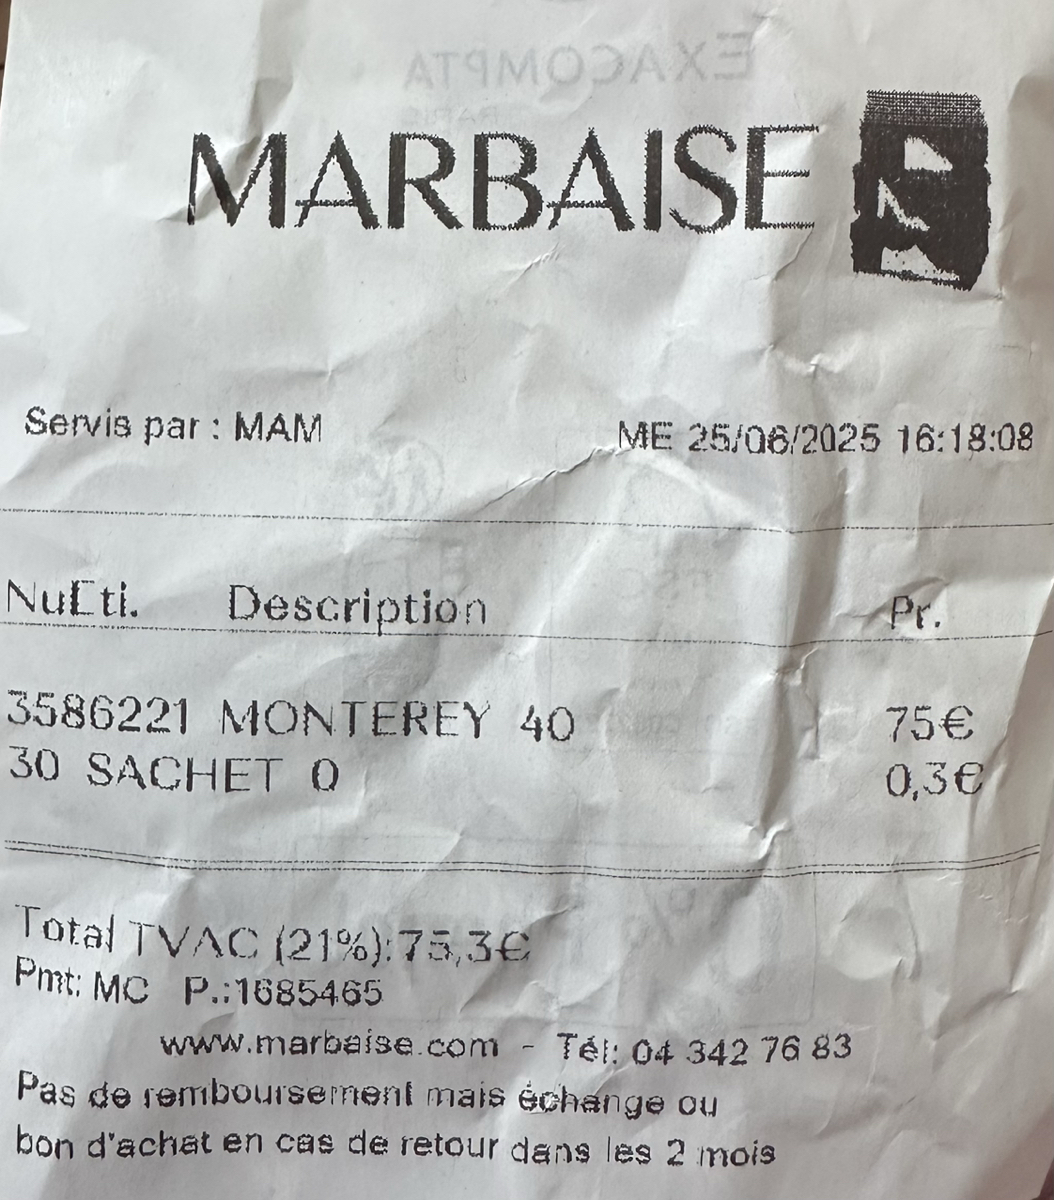 EXACOMPTA
PARIS
MARBAISE
Servis par : MAM ME 25/06/2025 16:18:08
NuEti. Description Pr.
3586221 MONTEREY 40 75€
30 SACHET 0 0,3€
Total TVAC (21%): 75,3€
Pmt: MC P.:1685465
www.marbaise.com - Tél: 04 342 76 83
Pas de remboursement mais échange ou
bon d'achat en cas de retour dans les 2 mois